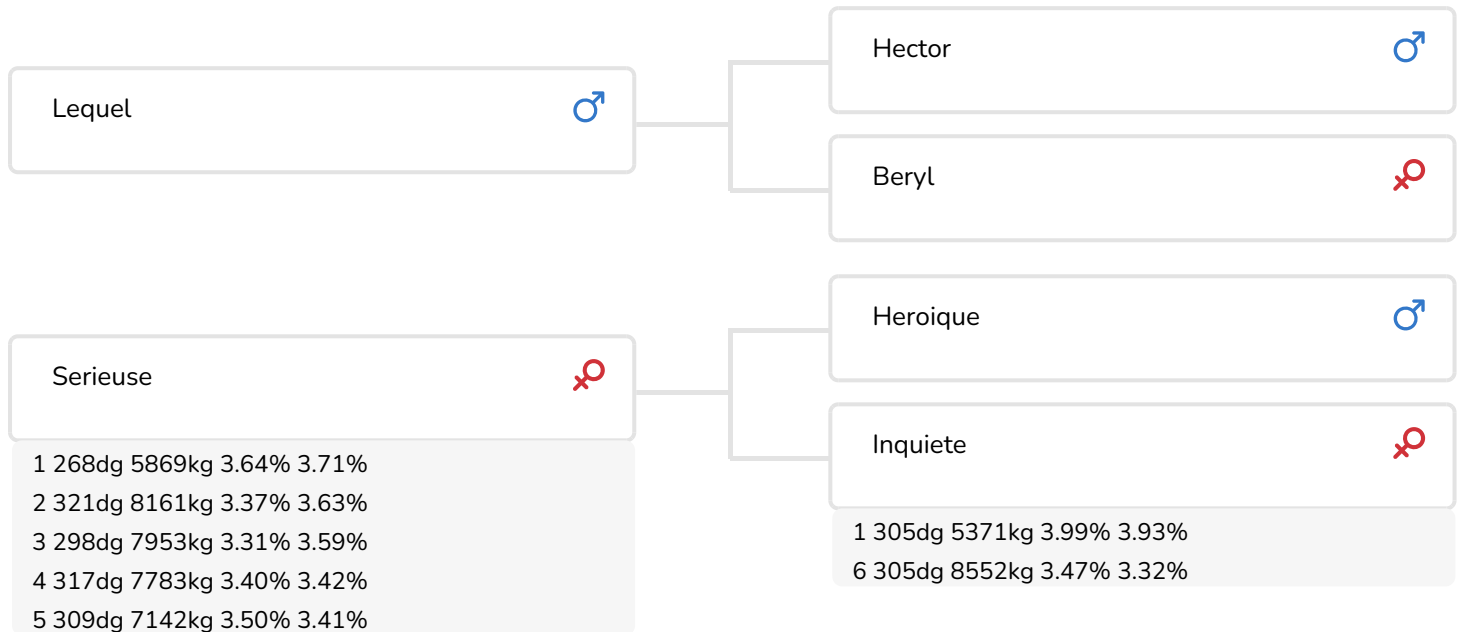 Lequel
Hector
Beryl
Serieuse
1 268dg 5869kg 3.64% 3.71%
2 321dg 8161kg 3.37% 3.63%
3 298dg 7953kg 3.31% 3.59%
4 317dg 7783kg 3.40% 3.42%
5 309dg 7142kg 3.50% 3.41%
Heroique
Inquiete
1 305dg 5371kg 3.99% 3.93%
6 305dg 8552kg 3.47% 3.32%